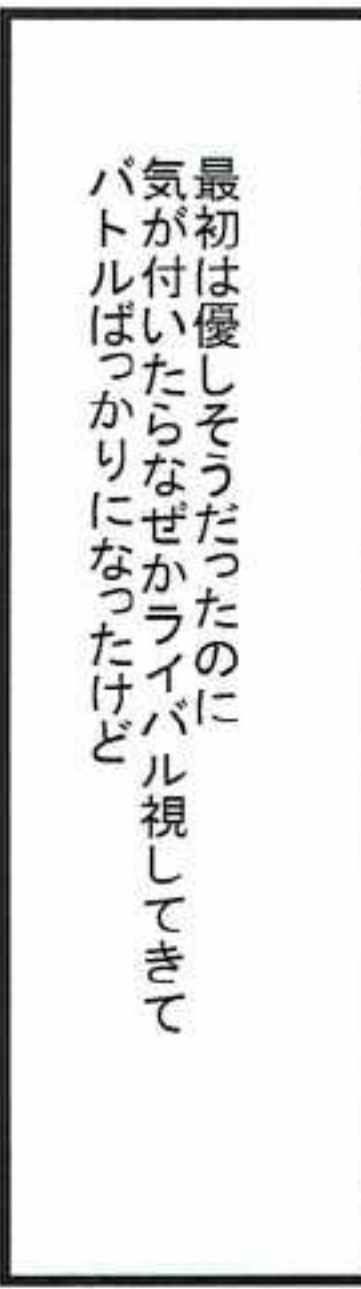 最初は優しそうだったのに
気が付いたらなぜかライバル視してきて
バトルばっかりになったけど